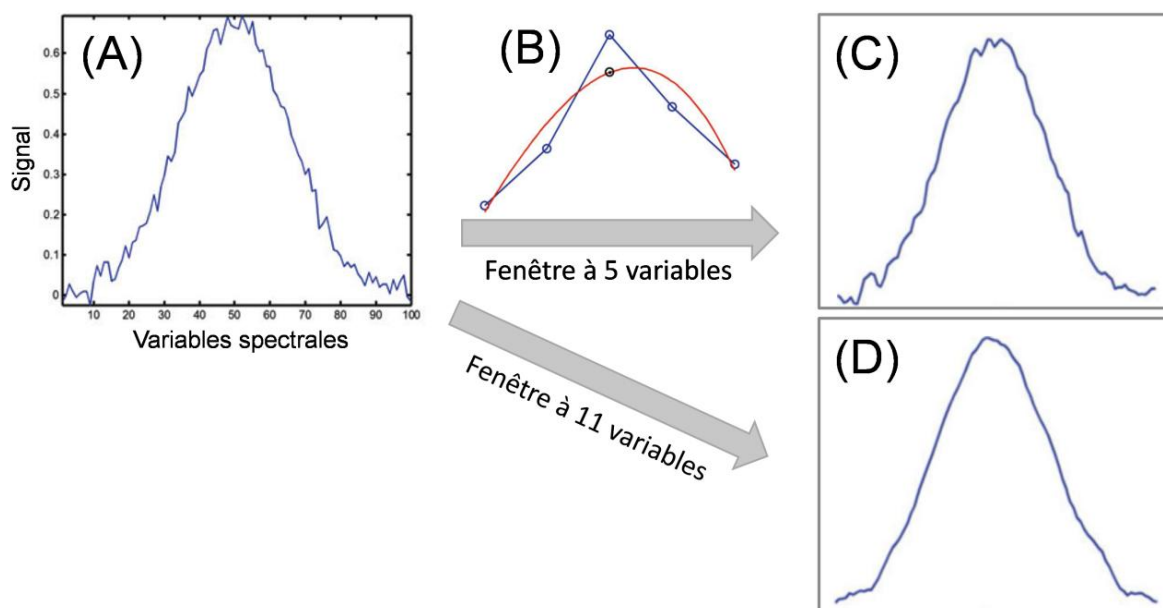 (A)
Signal
0.6
0.5
0.4
0.3
0.2
0.1
0
10 20 30 40 50 60 70 80 90 100
Variables spectrales
(B)
Fenêtre à 5 variables
Fenêtre à 11 variables
(C)
(D)